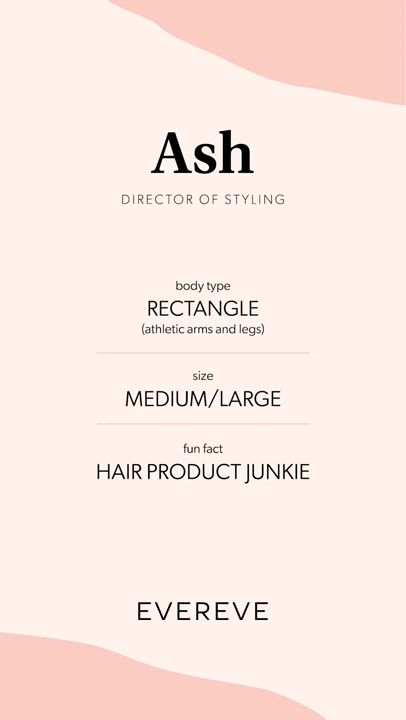 Ash
DIRECTOR OF STYLING
body type
RECTANGLE
(athletic arms and legs)
size
MEDIUM/LARGE
fun fact
HAIR PRODUCT JUNKIE
EVEREVE